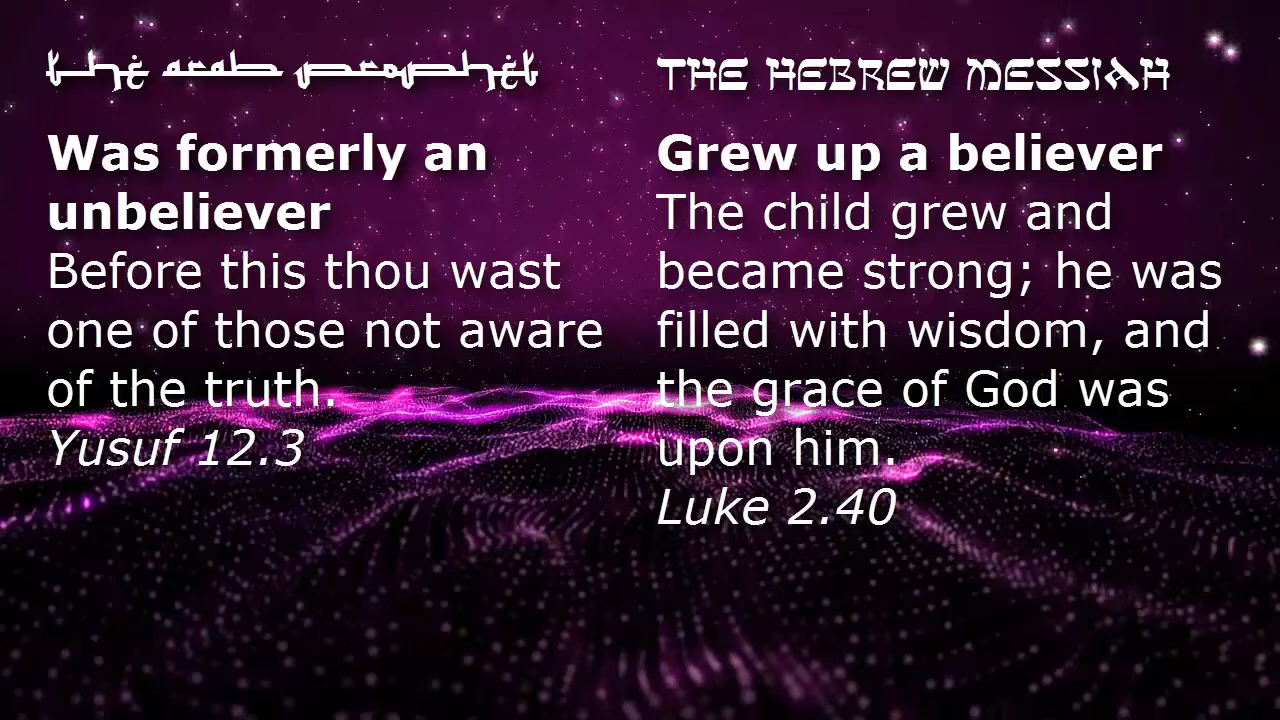 the arab prophet
Was formerly an
unbeliever
Before this thou wast
one of those not aware
of the truth.
Yusuf 12.3
THE HEBREW MESSIAH
Grew up a believer
The child grew and
became strong; he was
filled with wisdom, and
the grace of God was
upon him.
Luke 2.40